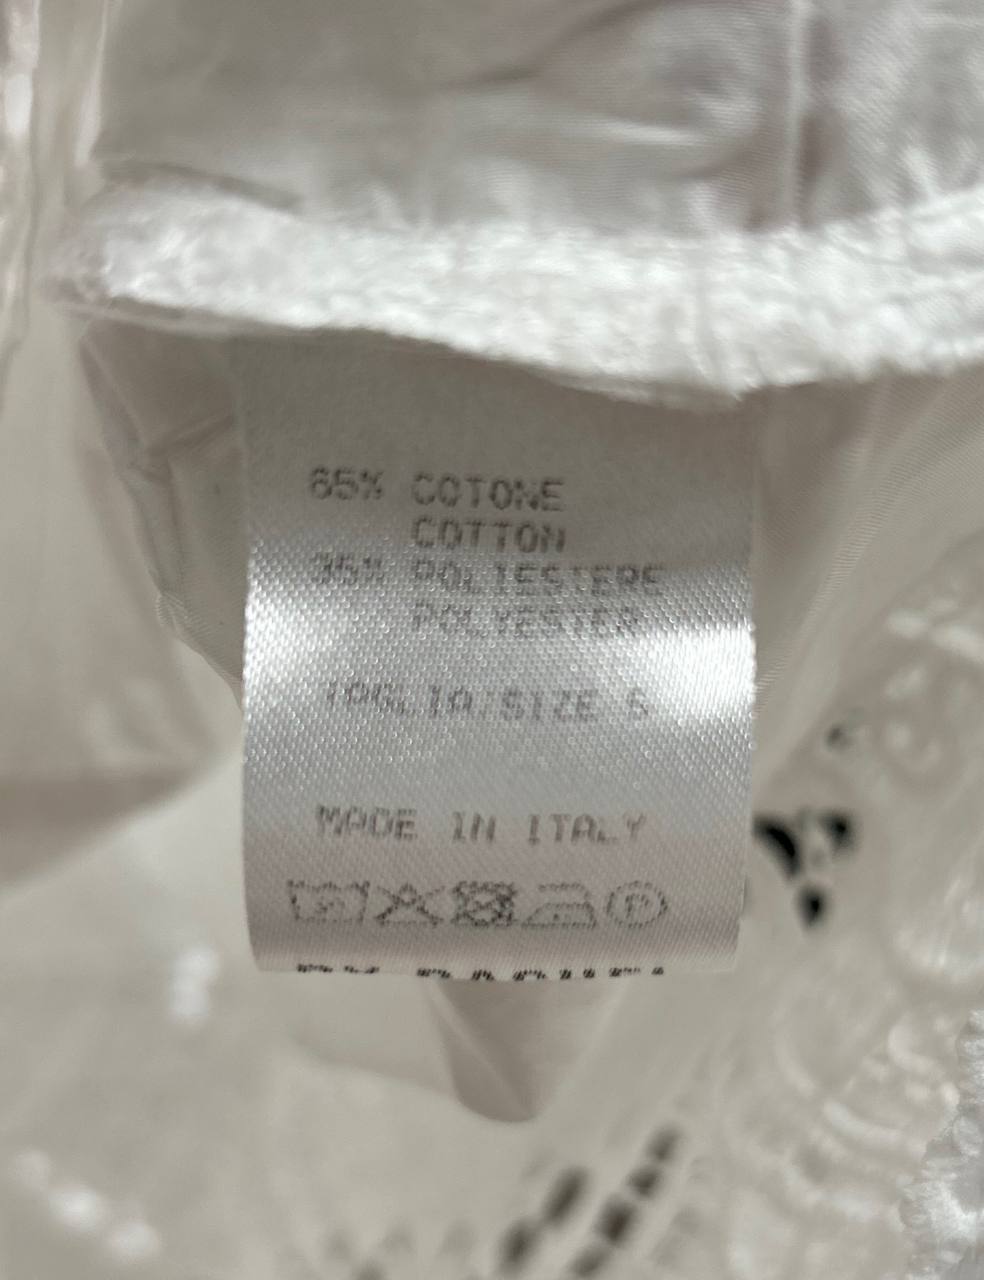 65% COTONE
COTTON
35% POLIESTERE
POLYESTER
TAGLIA/SIZE
MADE IN ITALY
P